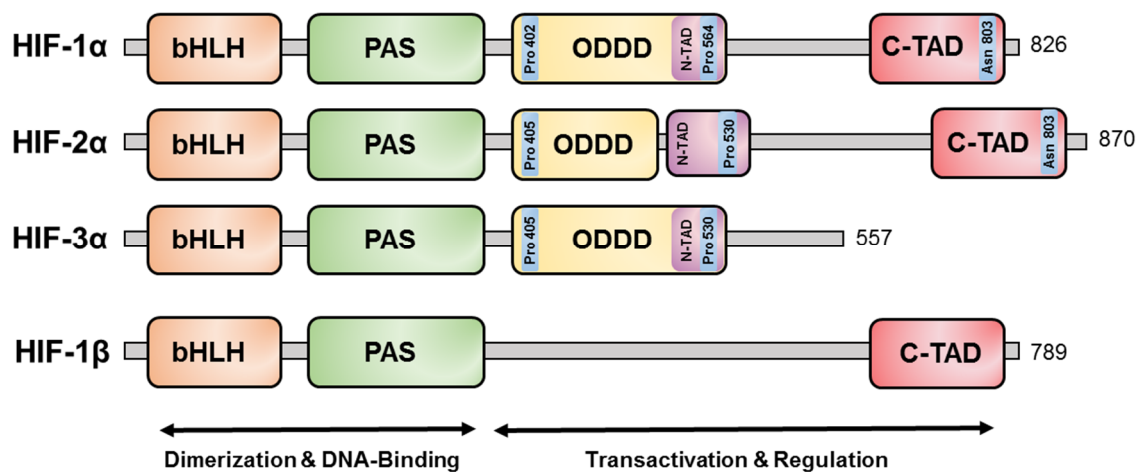 HIF-1α bHLH PAS Pro 402 ODDD N-TAD Pro 564 C-TAD Asn 803 826
HIF-2α bHLH PAS Pro 405 ODDD N-TAD Pro 530 C-TAD Asn 803 870
HIF-3α bHLH PAS Pro 405 ODDD N-TAD Pro 530 557
HIF-1β bHLH PAS C-TAD 789
Dimerization & DNA-Binding Transactivation & Regulation